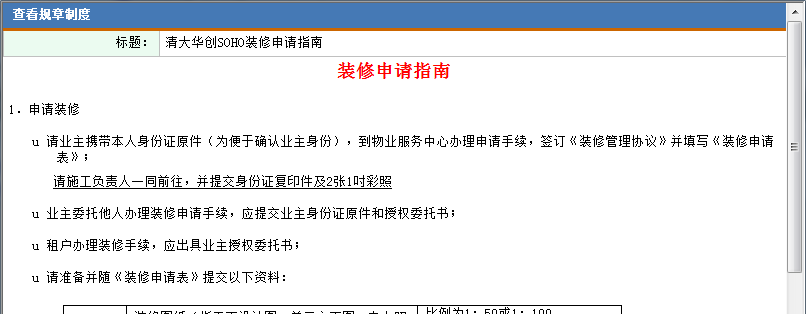 查看规章制度
标题： 清大华创SOHO装修申请指南
装修申请指南
1. 申请装修
u 请业主携带本人身份证原件（为便于确认业主身份），到物业服务中心办理申请手续，签订《装修管理协议》并填写《装修申请
表》；
请施工负责人一同前往，并提交身份证复印件及2张1吋彩照
u 业主委托他人办理装修申请手续，应提交业主身份证原件和授权委托书；
u 租户办理装修手续，应出具业主授权委托书；
u 请准备并随《装修申请表》提交以下资料：
比例为1：50或1：100